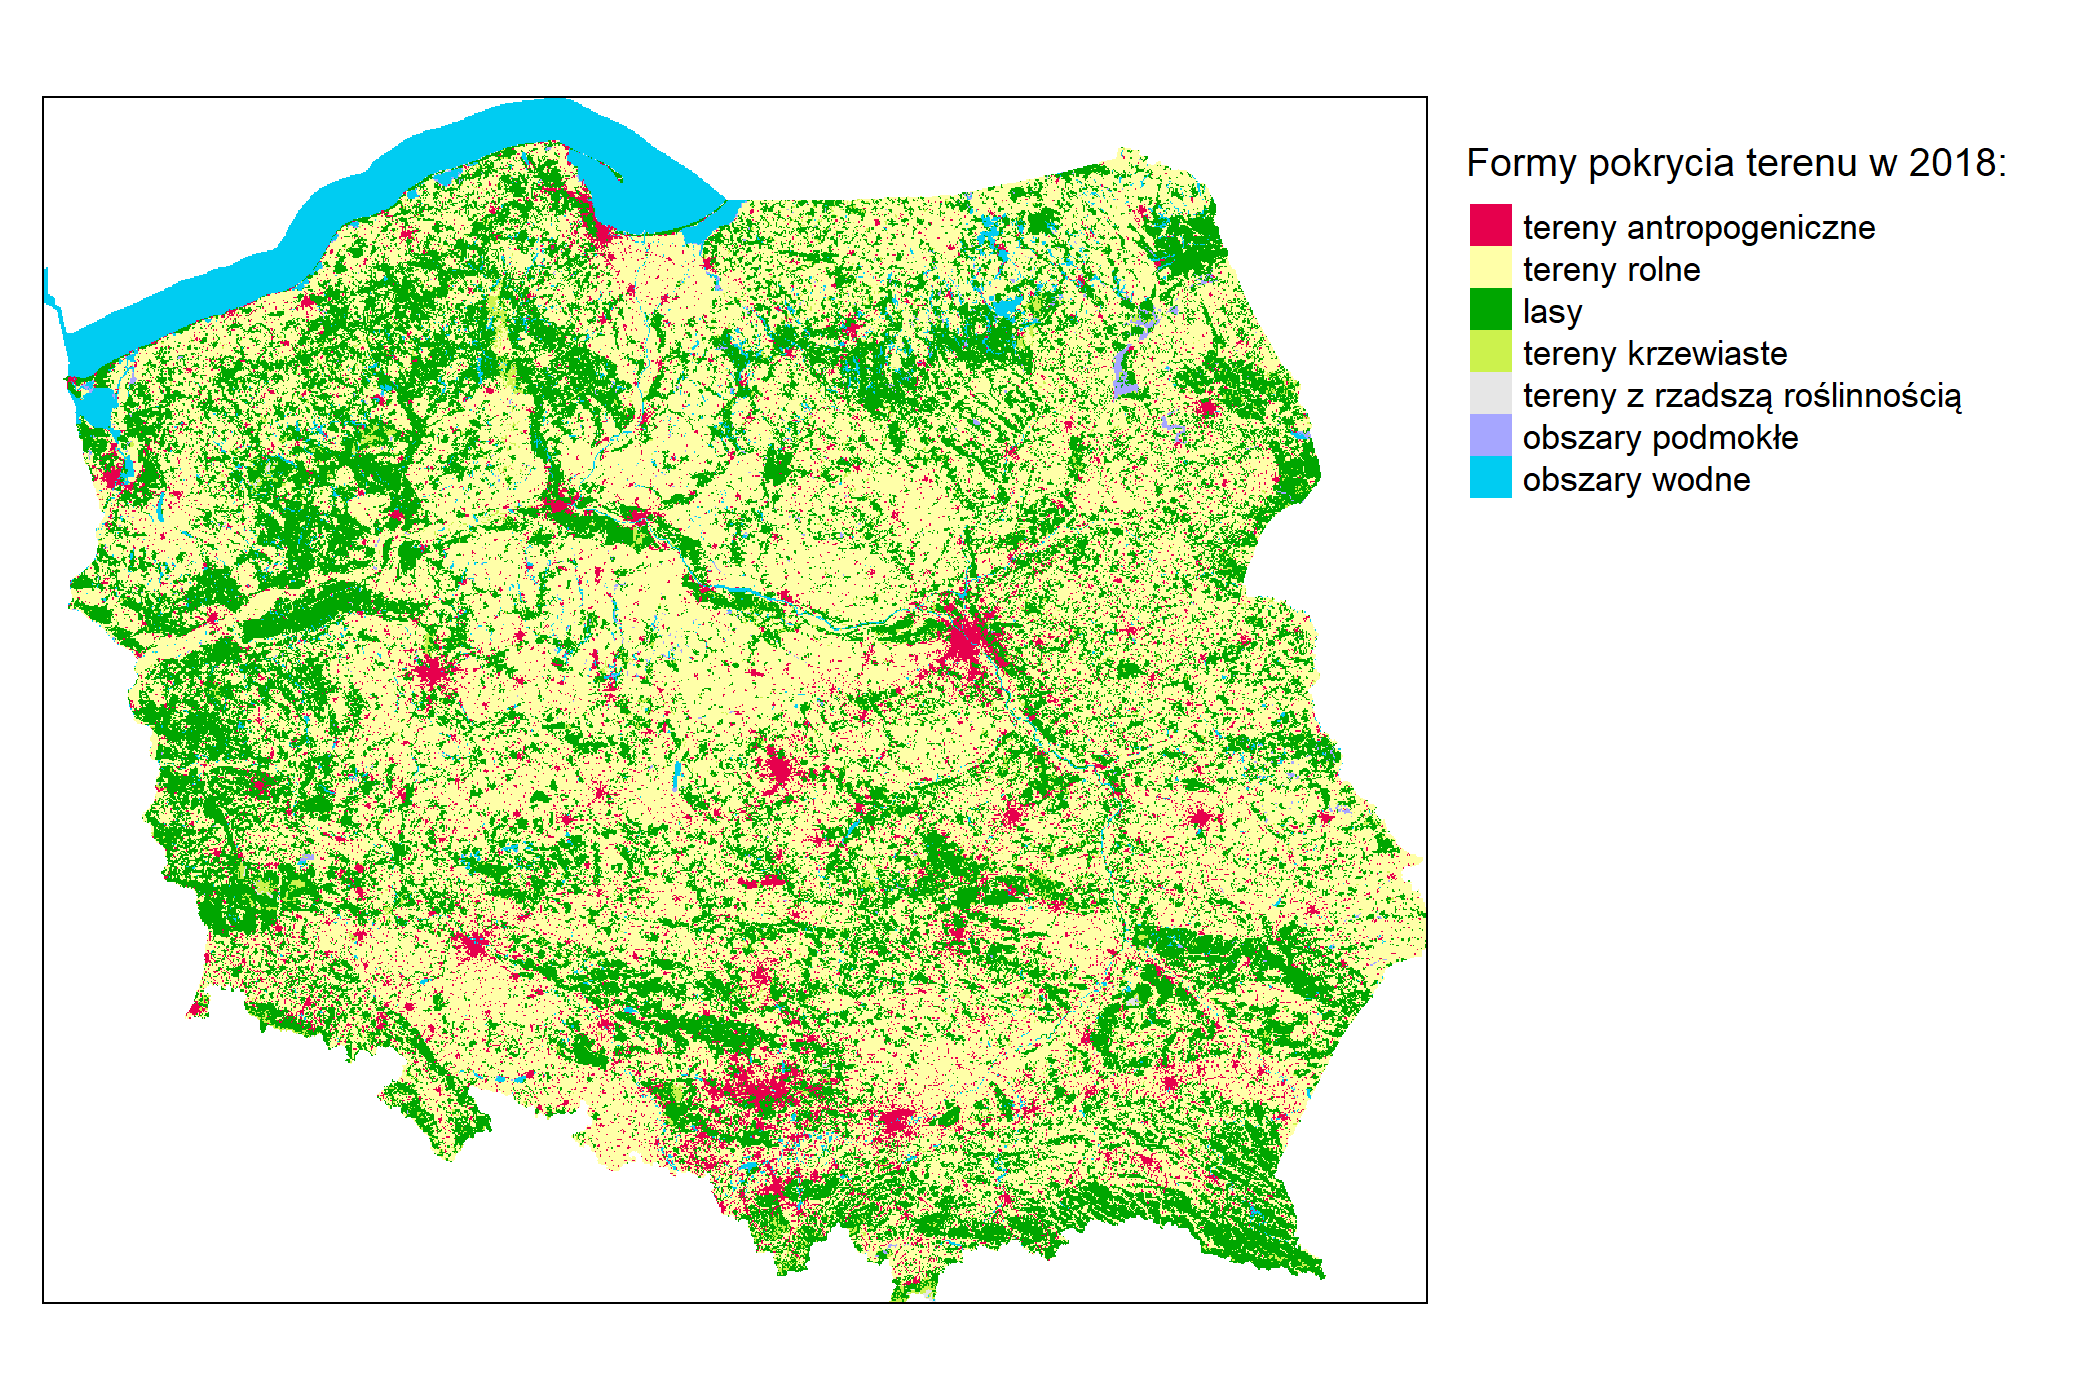 Formy pokrycia terenu w 2018:
tereny antropogeniczne
tereny rolne
lasy
tereny krzewiaste
tereny z rzadszą roślinnością
obszary podmokłe
obszary wodne